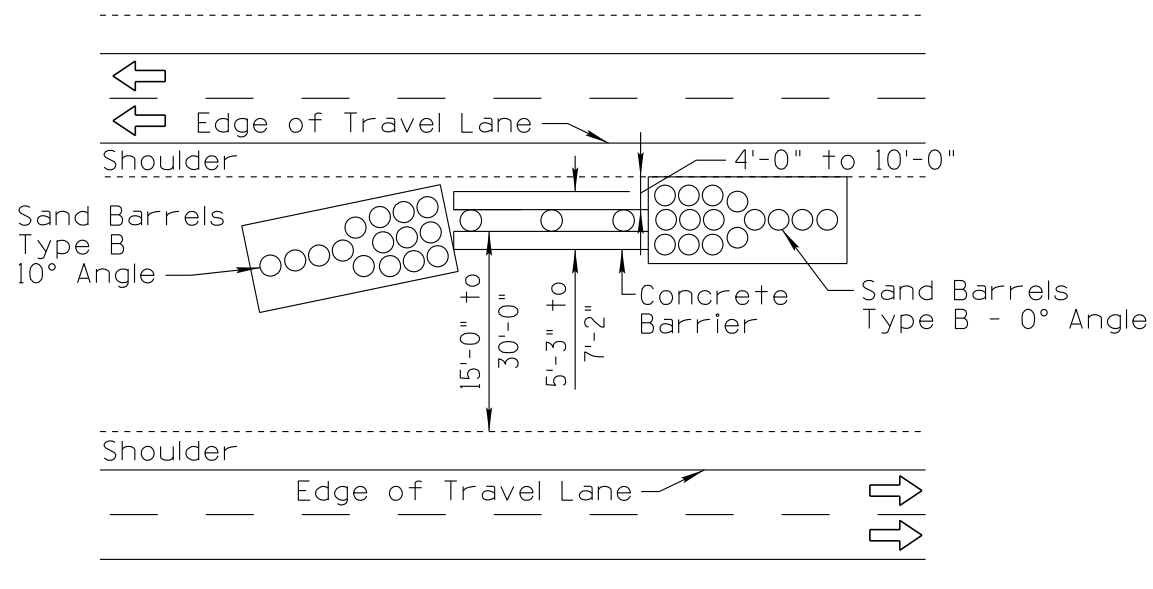 Edge of Travel Lane
Shoulder
4'-0" to 10'-0"
Sand Barrels
Type B
10° Angle
15'-0" to
30'-0"
5'-3" to
7'-2"
Concrete
Barrier
Sand Barrels
Type B - 0° Angle
Shoulder
Edge of Travel Lane